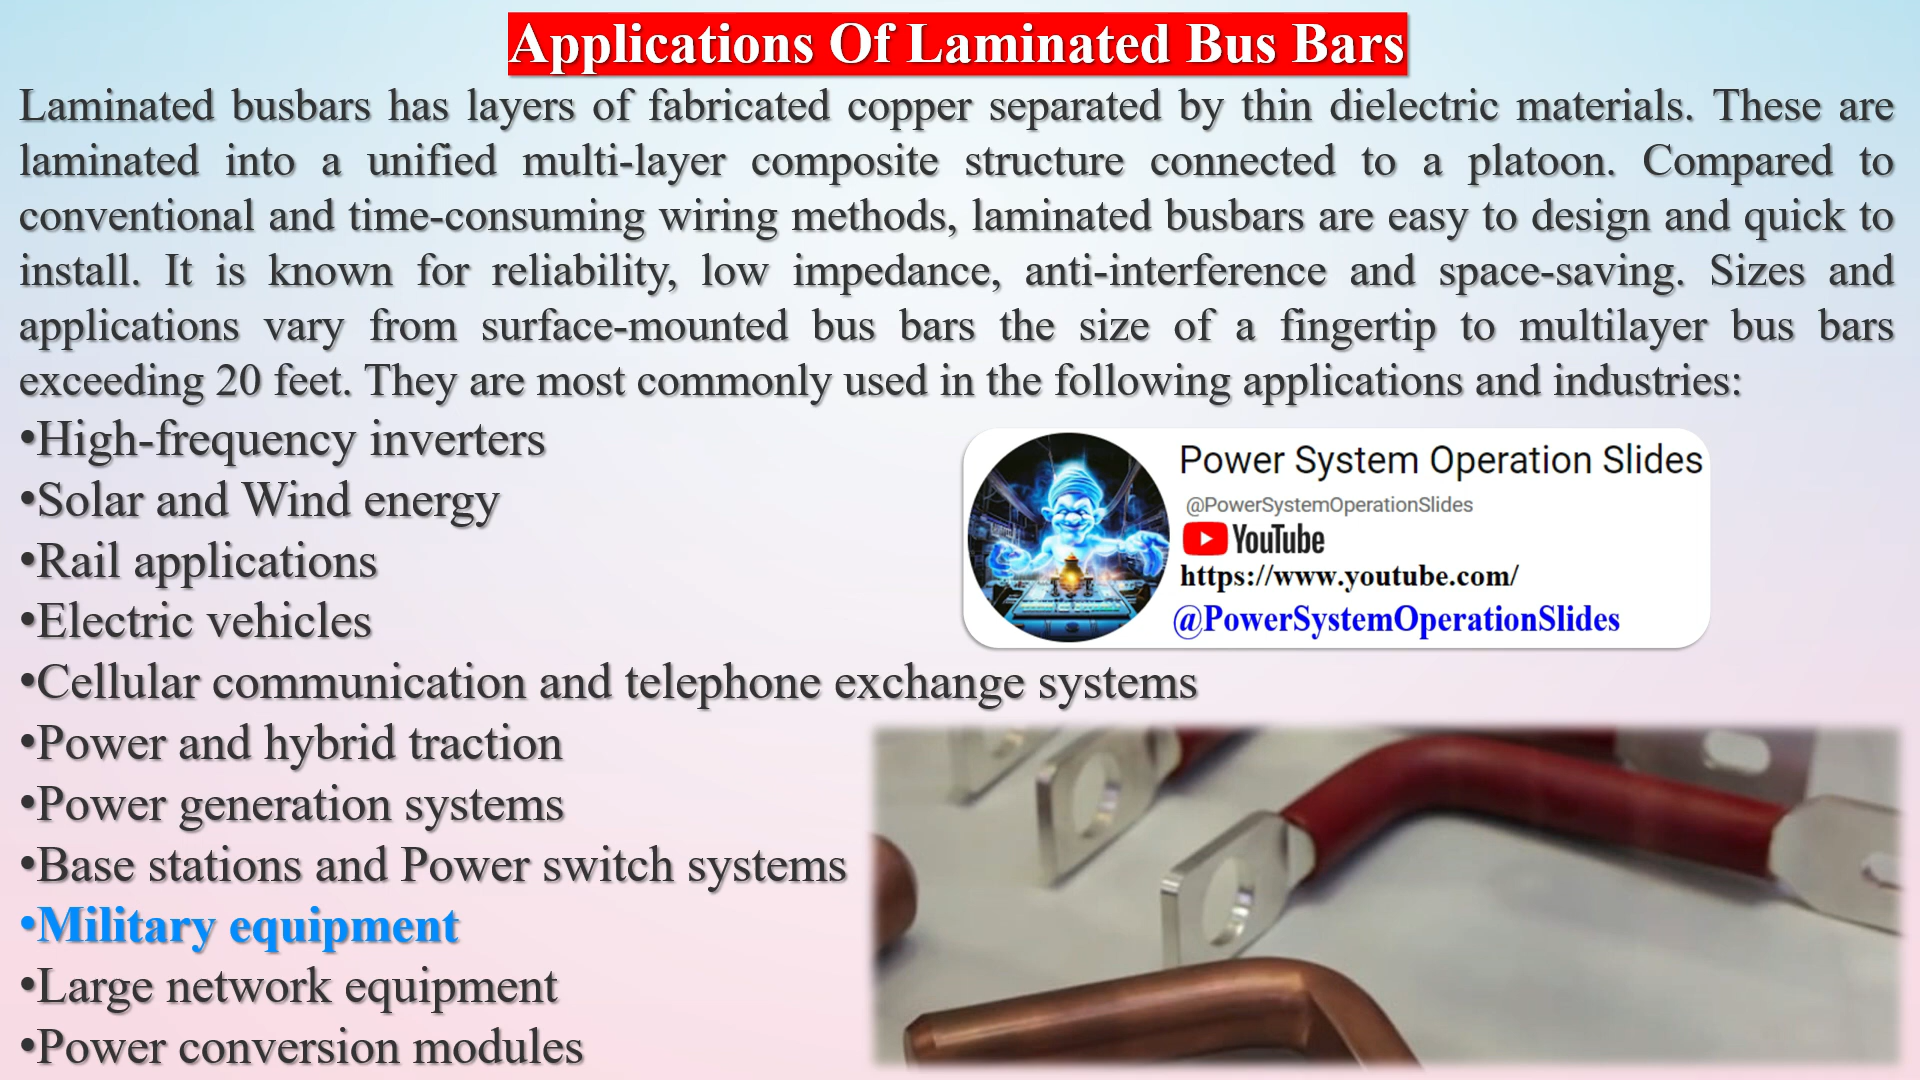 Applications Of Laminated Bus Bars
Laminated busbars has layers of fabricated copper separated by thin dielectric materials. These are
laminated into a unified multi-layer composite structure connected to a platoon. Compared to
conventional and time-consuming wiring methods, laminated busbars are easy to design and quick to
install. It is known for reliability, low impedance, anti-interference and space-saving. Sizes and
applications vary from surface-mounted bus bars the size of a fingertip to multilayer bus bars
exceeding 20 feet. They are most commonly used in the following applications and industries:
•High-frequency inverters
•Solar and Wind energy
•Rail applications
•Electric vehicles
•Cellular communication and telephone exchange systems
•Power and hybrid traction
•Power generation systems
•Base stations and Power switch systems
•Military equipment
•Large network equipment
•Power conversion modules
Power System Operation Slides
@PowerSystemOperationSlides
YouTube
https://www.youtube.com/
@PowerSystemOperationSlides